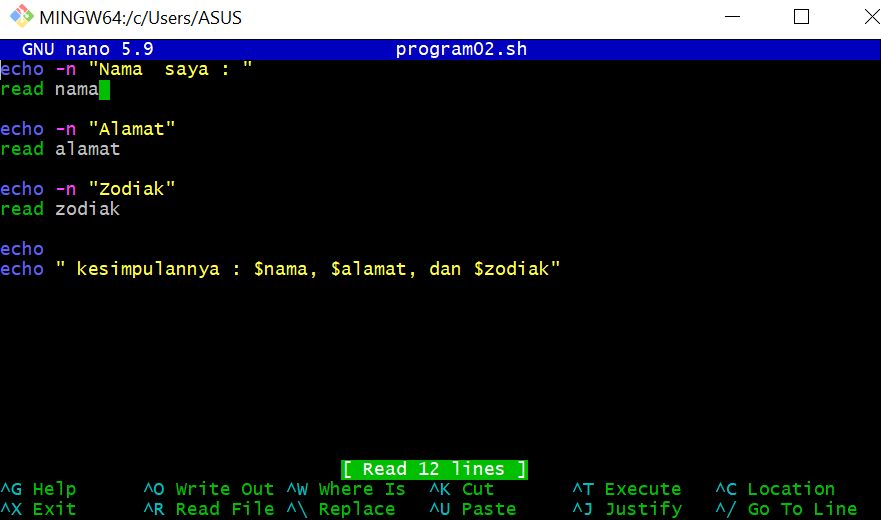 MINGW64:/c/Users/ASUS
GNU nano 5.9 program02.sh
echo -n "Nama  saya : "
read nama
echo -n "Alamat"
read alamat
echo -n "Zodiak"
read zodiak
echo
echo " kesimpulannya : $nama, $alamat, dan $zodiak"
[ Read 12 lines ]
^G Help ^O Write Out ^W Where Is ^K Cut ^T Execute ^C Location
^X Exit ^R Read File ^\ Replace ^U Paste ^J Justify ^/ Go To Line